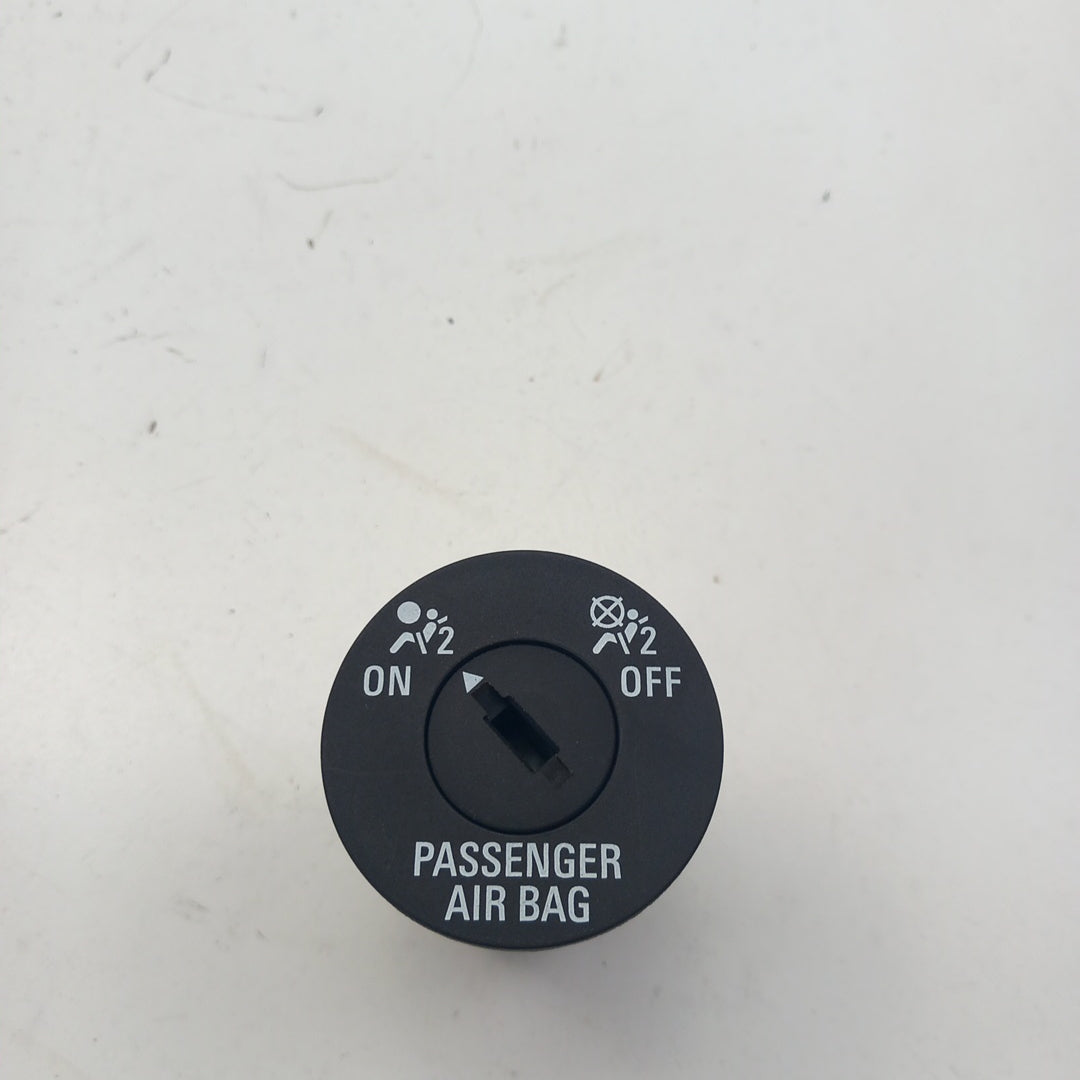 2 2
ON OFF
PASSENGER
AIR BAG